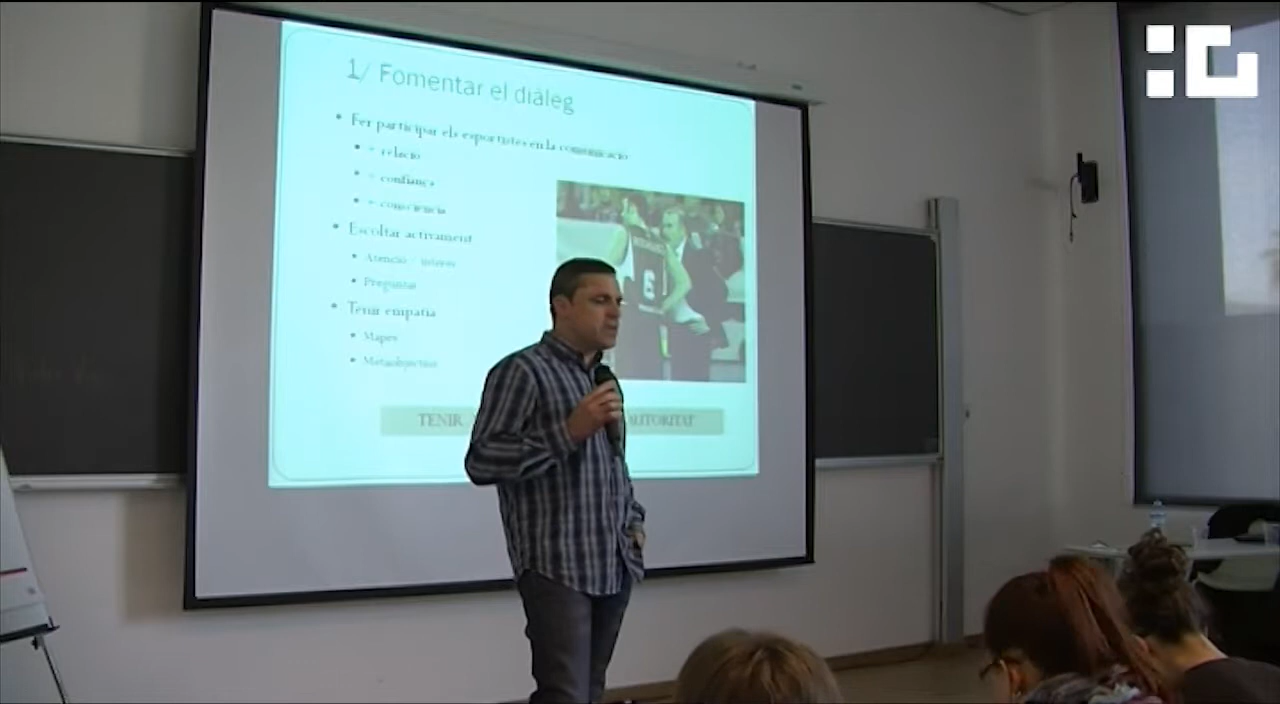 1/ Fomentar el diàleg
• Fer participar els esportistes en la comunicació
• + relació
• + confiança
• + consciència
• Escoltar activament
• Atenció / interès
• Preguntar
• Tenir empatia
• Mapes
• Metaobjectius
TENIR AUTORITAT
6